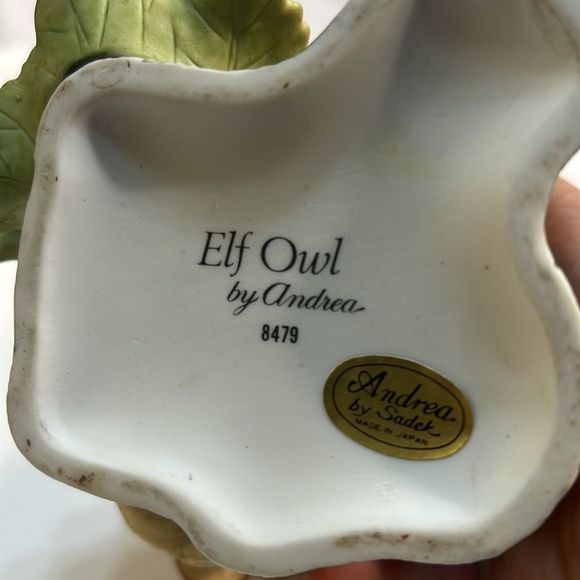 Elf Owl
by Andrea
8479
Andrea
by Sadek
MADE IN JAPAN